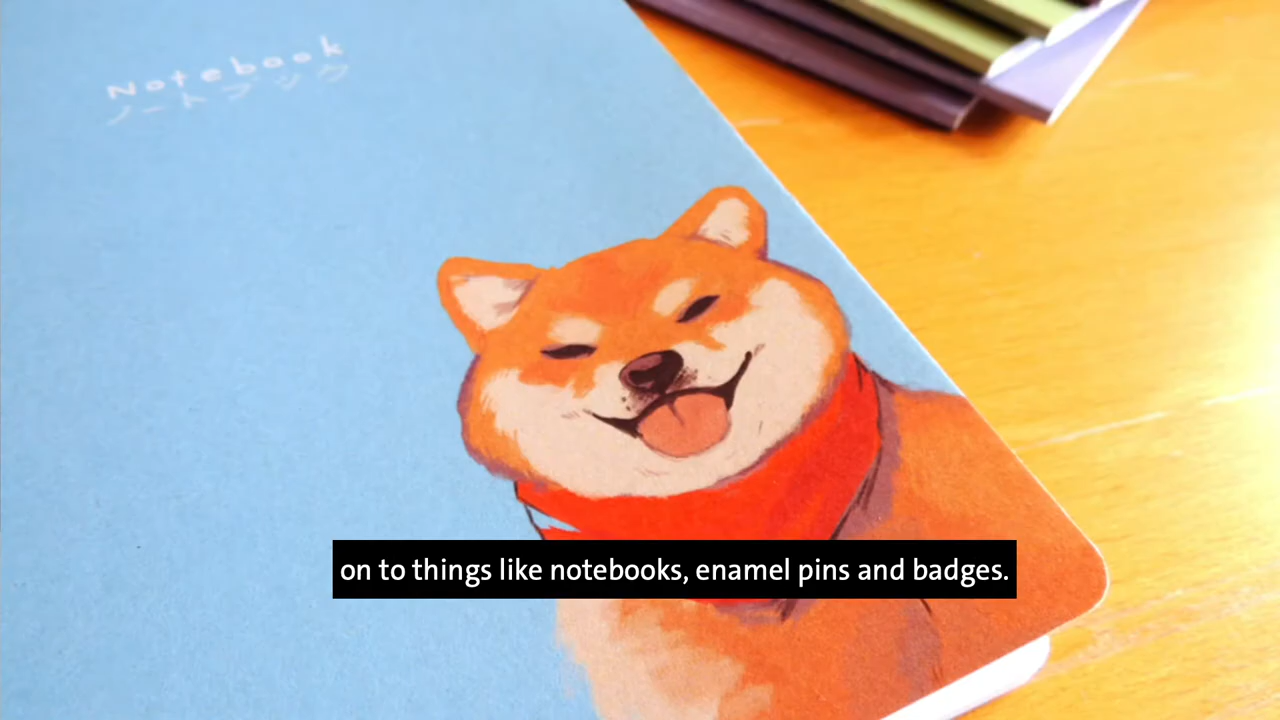 Notebook
ノートブック
on to things like notebooks, enamel pins and badges.